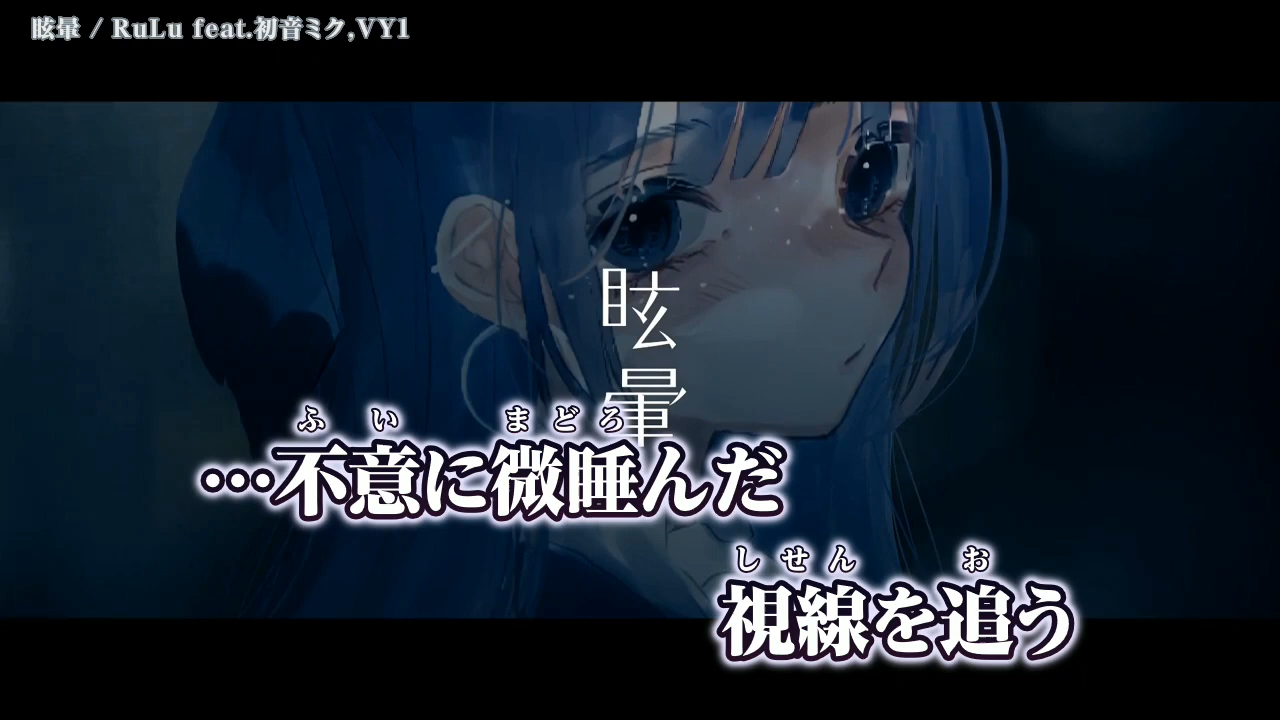 眩暈 / RuLu feat.初音ミク,VY1
眩
暈
ふ い まどろ
…不意に微睡んだ
しせん お
視線を追う